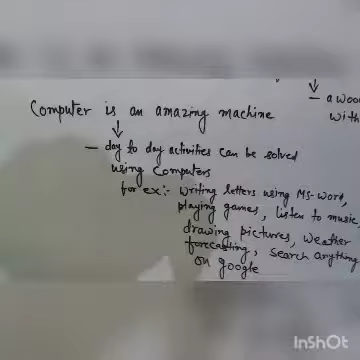 — a wood
with
Computer is an amazing machine
— day to day activities can be solved
using Computers
for ex:- Writing letters using MS-Word,
playing games, listen to music,
drawing pictures, weather
forecasting, search anything
on google
InShOt